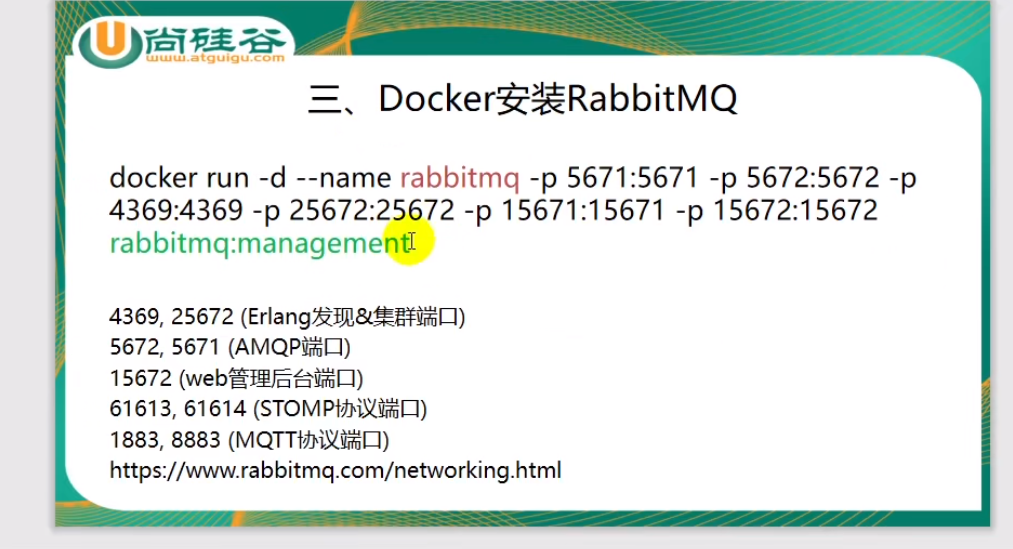 尚硅谷
www.atguigu.com
三、Docker安装RabbitMQ
docker run -d --name rabbitmq -p 5671:5671 -p 5672:5672 -p
4369:4369 -p 25672:25672 -p 15671:15671 -p 15672:15672
rabbitmq:management
4369, 25672 (Erlang发现&集群端口)
5672, 5671 (AMQP端口)
15672 (web管理后台端口)
61613, 61614 (STOMP协议端口)
1883, 8883 (MQTT协议端口)
https://www.rabbitmq.com/networking.html